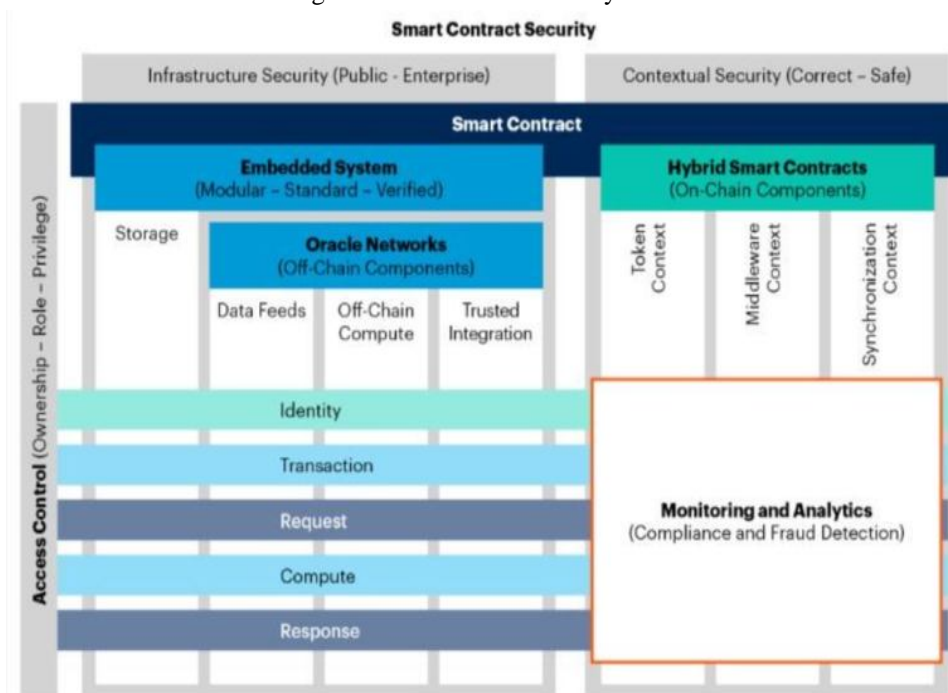 Smart Contract Security
Infrastructure Security (Public - Enterprise)
Contextual Security (Correct – Safe)
Smart Contract
Embedded System
(Modular – Standard – Verified)
Hybrid Smart Contracts
(On-Chain Components)
Storage
Oracle Networks
(Off-Chain Components)
Data Feeds
Off-Chain
Compute
Trusted
Integration
Token
Context
Middleware
Context
Synchronization
Context
Access Control (Ownership – Role – Privilege)
Identity
Transaction
Request
Compute
Response
Monitoring and Analytics
(Compliance and Fraud Detection)